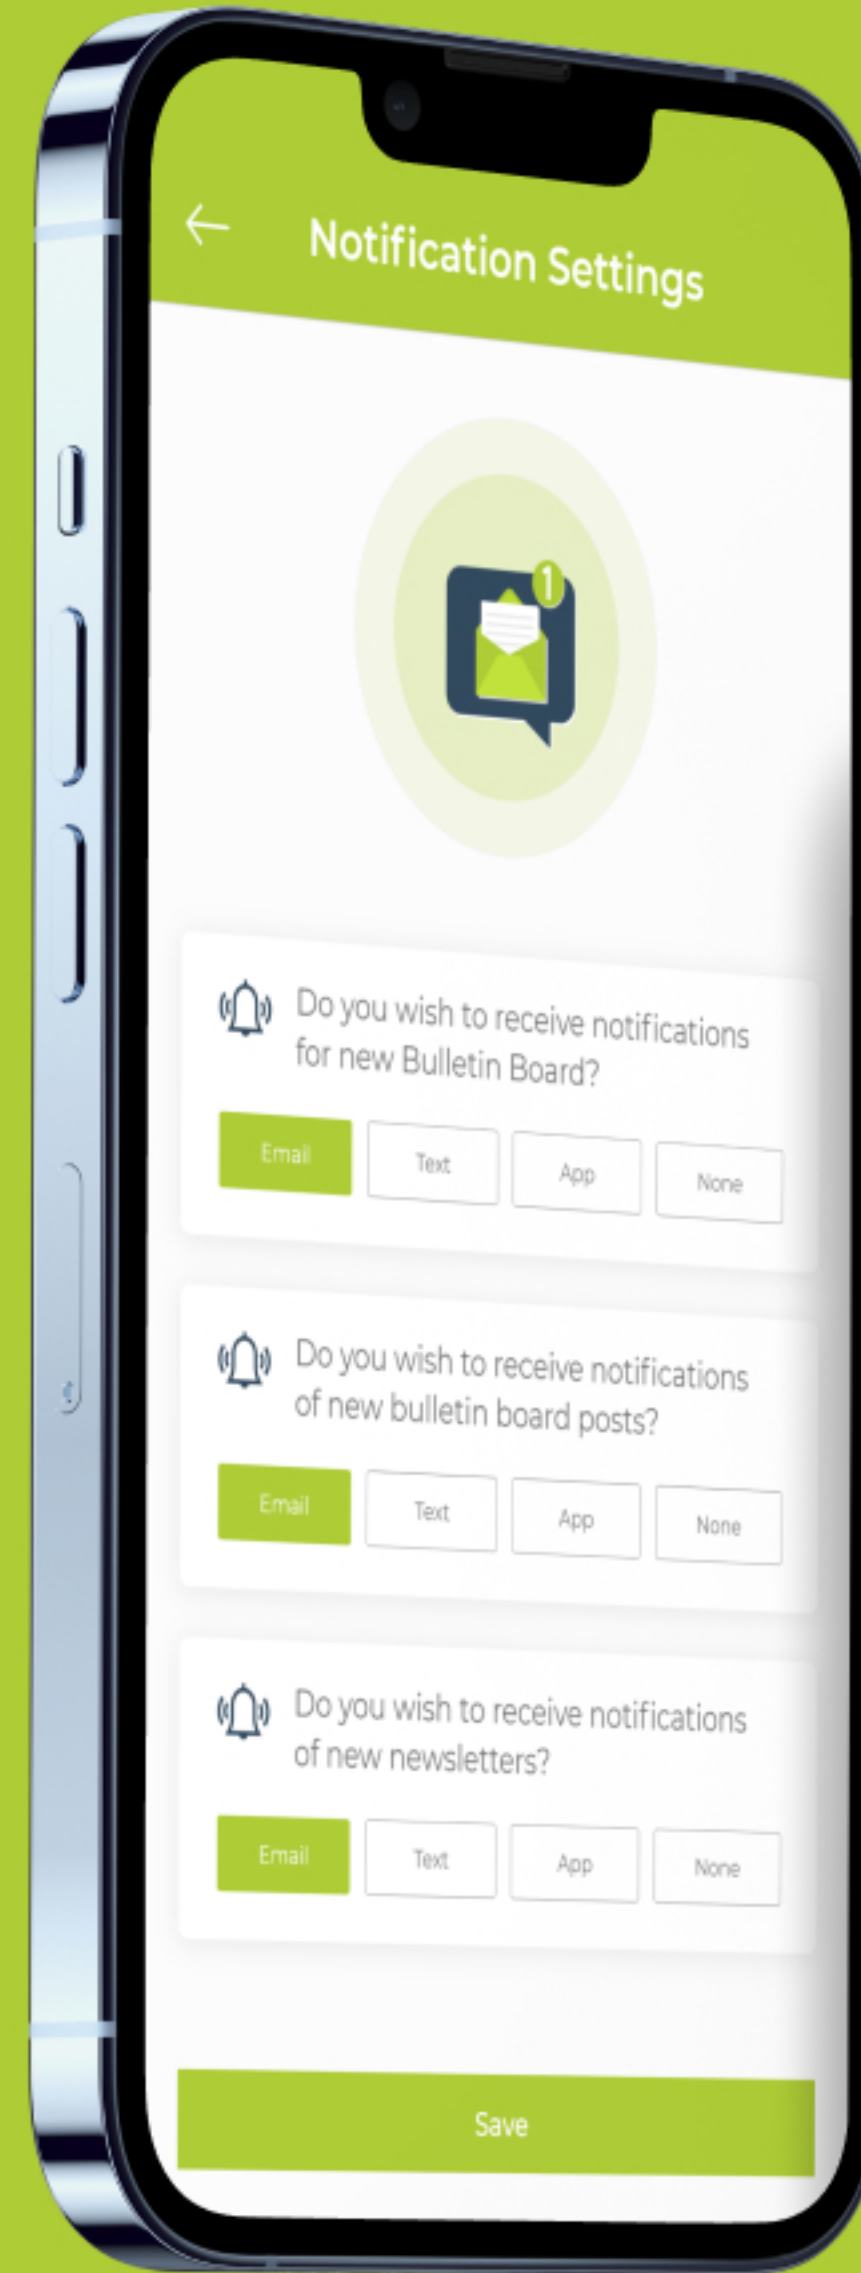 Notification Settings
1
Do you wish to receive notifications
for new Bulletin Board?
Email Text App None
Do you wish to receive notifications
of new bulletin board posts?
Email Text App None
Do you wish to receive notifications
of new newsletters?
Email Text App None
Save